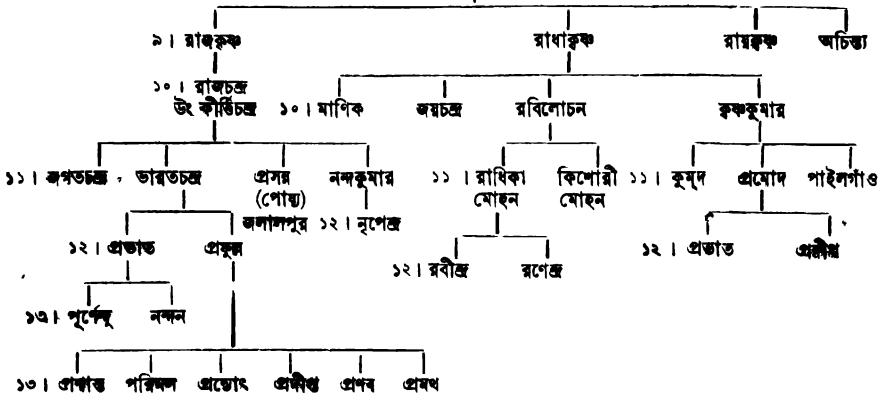 ৯। রাজকৃষ্ণ রাধাকৃষ্ণ রায়কৃষ্ণ অচিন্ত্য
১০। রাজচন্দ্র
উং কীর্ত্তিচন্দ্র ১০। মাণিক জয়চন্দ্র রবিলোচন কৃষ্ণকুমার
১১। জগতচন্দ্র ভারতচন্দ্র প্রসন্ন নন্দকুমার ১১। রাধিকা কিশোরী ১১। কুমুদ প্রমোদ পাইলগাঁও
(পোষ্য) মোহন মোহন
জলালপুর ১২। নৃপেন্দ্র
১২। প্রভাত প্রফুল্ল ১২। রবীন্দ্র রণেন্দ্র ১২। প্রভাত প্রদীপ্ত
১৩। পূর্ণেন্দু নন্দন
১৩। প্রশান্ত পরিমল প্রদ্যোৎ প্রদীপ্ত প্রণব প্রমথ